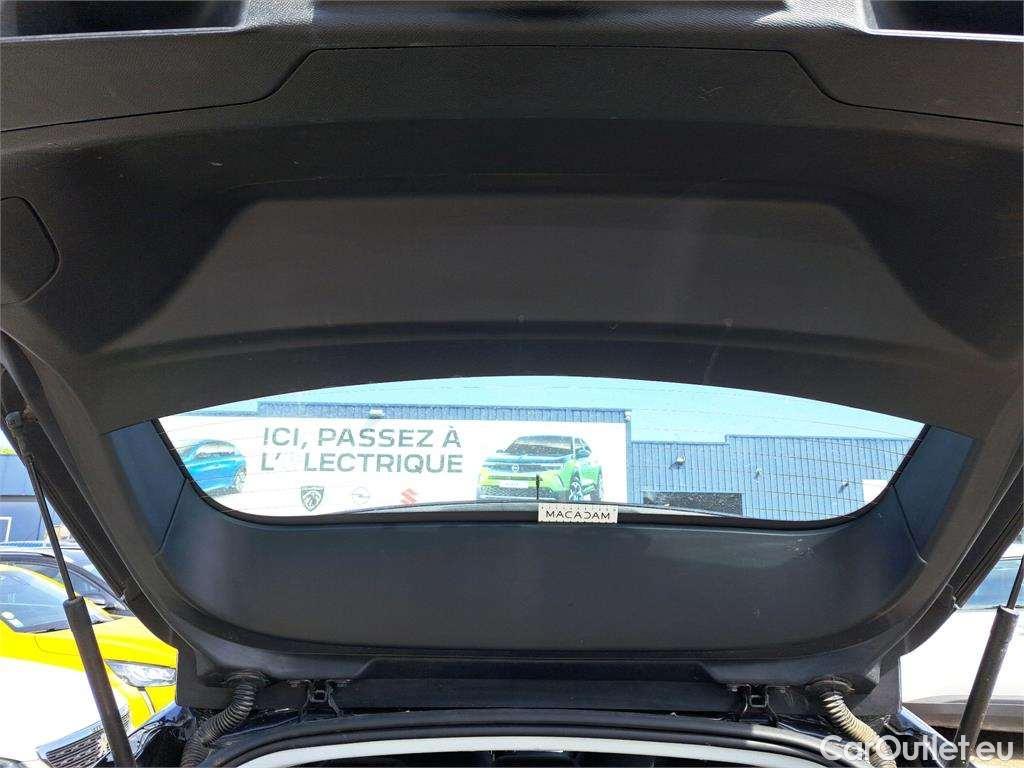 ICI, PASSEZ À
L'ÉLECTRIQUE
MACADAM
CarOutlet.eu